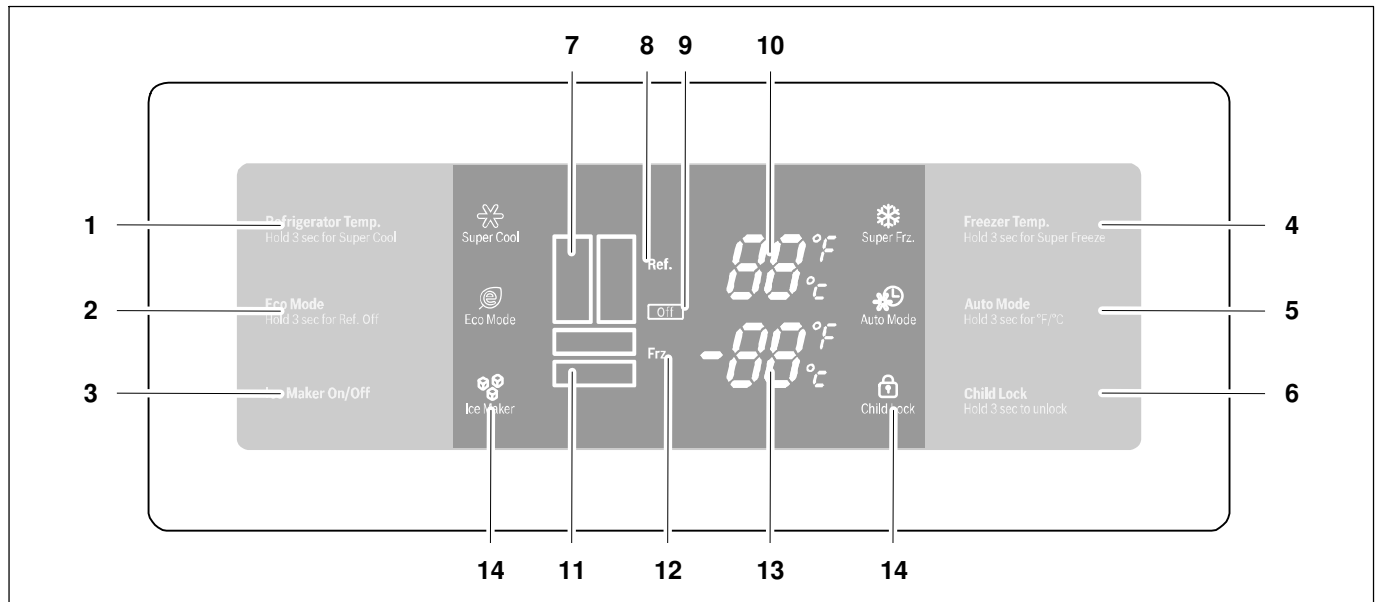 7 8 9 10
1
Refrigerator Temp.
Hold 3 sec for Super Cool
Super Cool
Ref.
88 °F °C
Super Frz.
Freezer Temp.
Hold 3 sec for Super Freeze
4
2
Eco Mode
Hold 3 sec for Ref. Off
Eco Mode
Off
Auto Mode
Auto Mode
Hold 3 sec for °F/°C
5
3
Ice Maker On/Off
Ice Maker
Frz.
-88 °F °C
Child Lock
Child Lock
Hold 3 sec to unlock
6
14 11 12 13 14